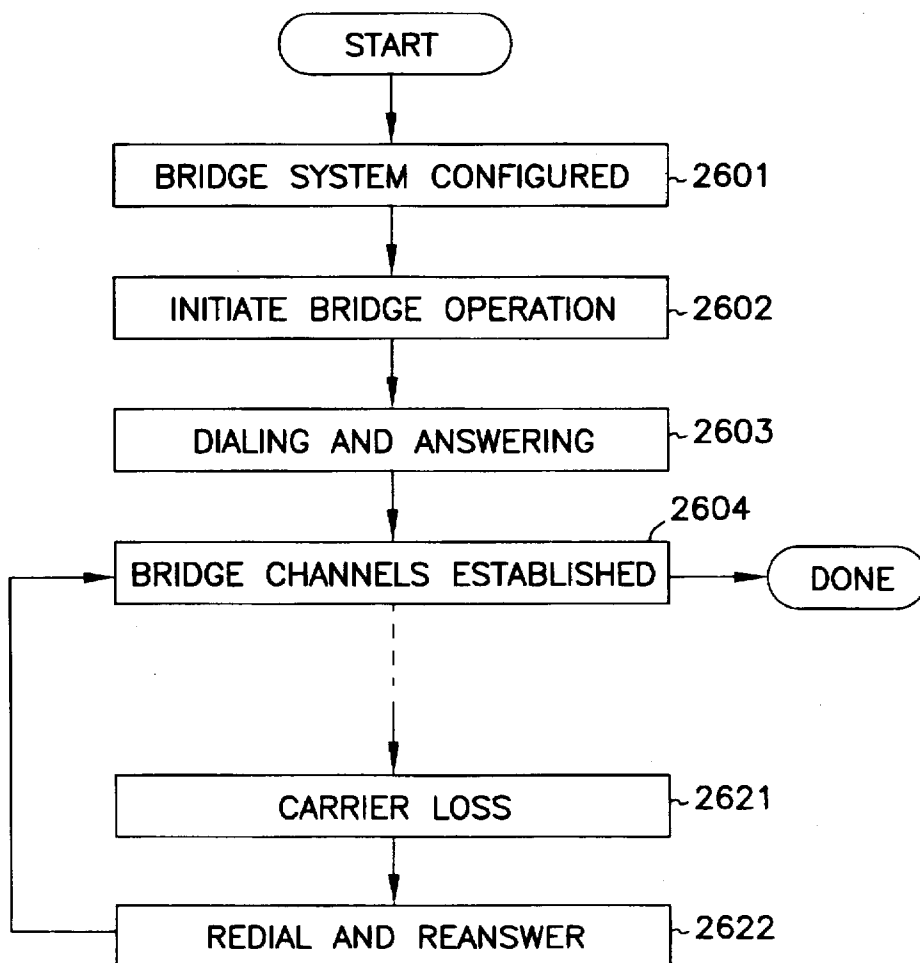 START
BRIDGE SYSTEM CONFIGURED 2601
INITIATE BRIDGE OPERATION 2602
DIALING AND ANSWERING 2603
2604
BRIDGE CHANNELS ESTABLISHED DONE
CARRIER LOSS 2621
REDIAL AND REANSWER 2622